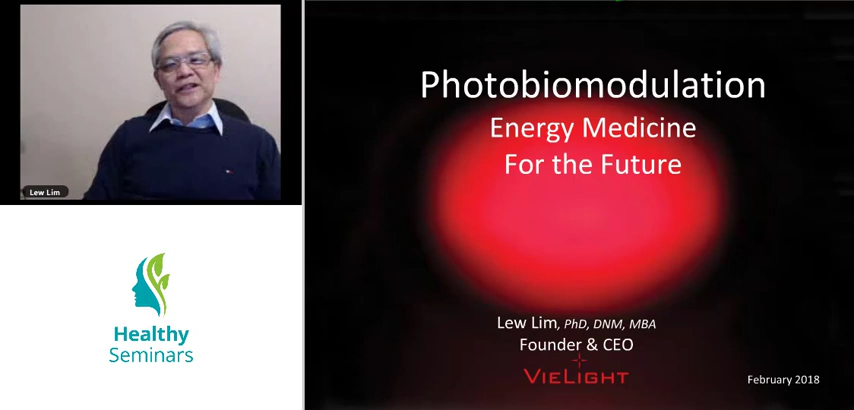 Lew Lim
Healthy
Seminars
Photobiomodulation
Energy Medicine
For the Future
Lew Lim, PhD, DNM, MBA
Founder & CEO
VIELIGHT
February 2018